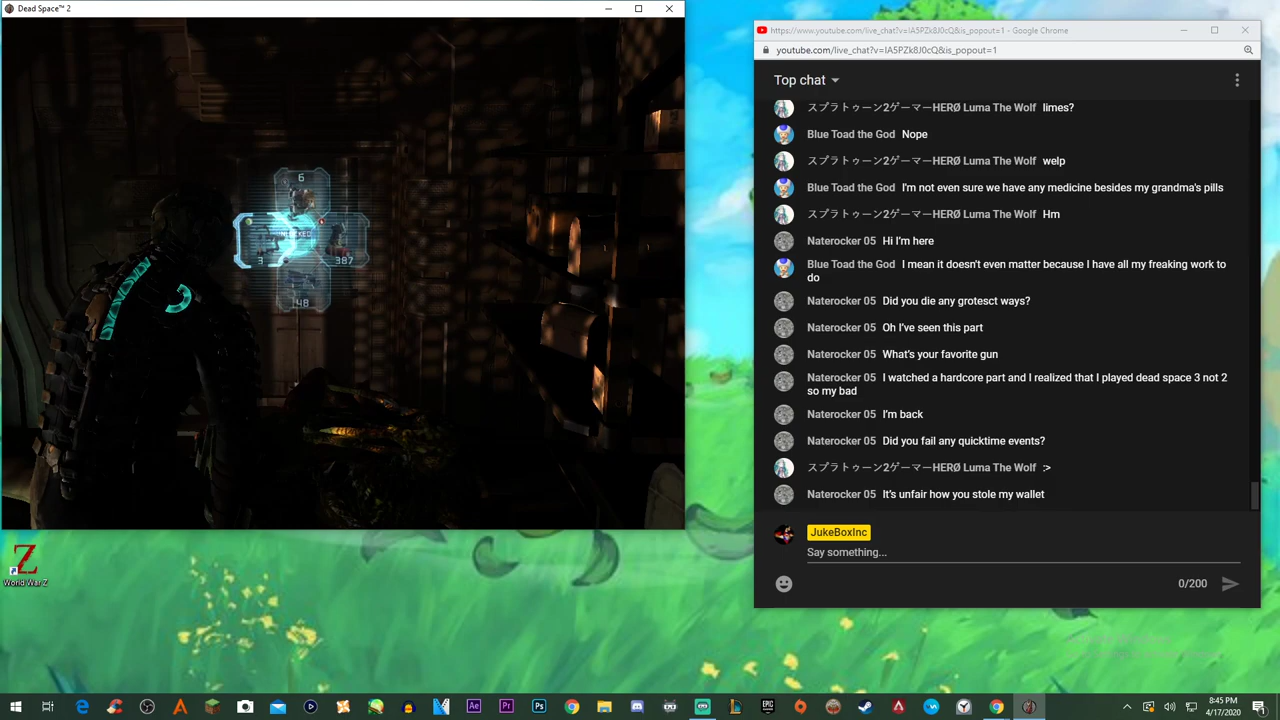 Dead Space™ 2
6
3
387
48
World War Z
https://www.youtube.com/live_chat?v=IA5PZk8J0cQ&is_popout=1 - Google Chrome
youtube.com/live_chat?v=IA5PZk8J0cQ&is_popout=1
Top chat
スプラトゥーン2ゲーマーHERØ Luma The Wolf limes?
Blue Toad the God Nope
スプラトゥーン2ゲーマーHERØ Luma The Wolf welp
Blue Toad the God I'm not even sure we have any medicine besides my grandma's pills
スプラトゥーン2ゲーマーHERØ Luma The Wolf Hm
Naterocker 05 Hi I'm here
Blue Toad the God I mean it doesn't even matter because I have all my freaking work to
do
Naterocker 05 Did you die any grotesct ways?
Naterocker 05 Oh I've seen this part
Naterocker 05 What's your favorite gun
Naterocker 05 I watched a hardcore part and I realized that I played dead space 3 not 2
so my bad
Naterocker 05 I'm back
Naterocker 05 Did you fail any quicktime events?
スプラトゥーン2ゲーマーHERØ Luma The Wolf :>
Naterocker 05 It's unfair how you stole my wallet
JukeBoxInc
Say something...
0/200
Ae
Pr
Ps
EPIC
8:45 PM
4/17/2020